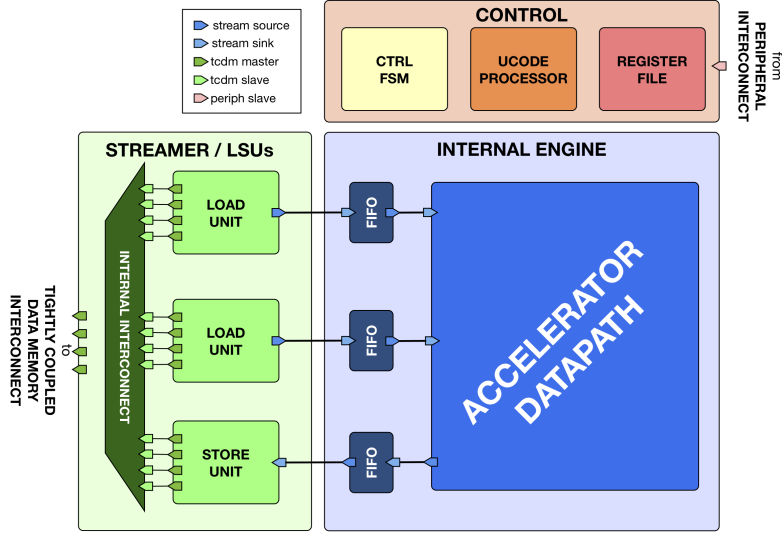 stream source
stream sink
tcdm master
tcdm slave
periph slave
CONTROL
CTRL
FSM
UCODE
PROCESSOR
REGISTER
FILE
from
PERIPHERAL
INTERCONNECT
STREAMER / LSUs
INTERNAL ENGINE
LOAD
UNIT
FIFO
LOAD
UNIT
FIFO
STORE
UNIT
FIFO
INTERNAL INTERCONNECT
ACCELERATOR
DATAPATH
to
TIGHTLY COUPLED
DATA MEMORY
INTERCONNECT